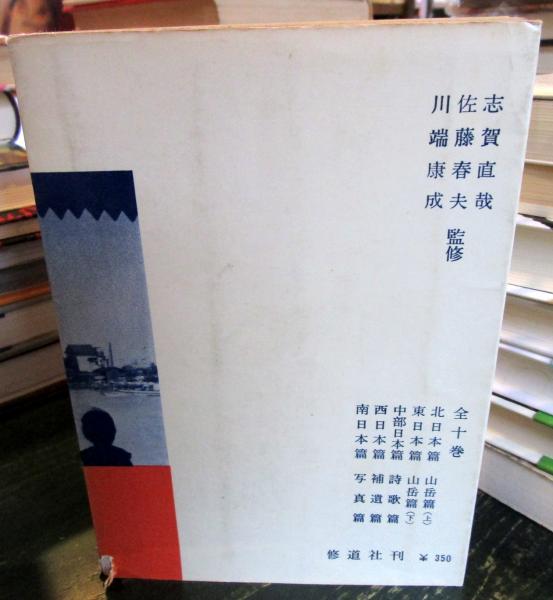 志賀直哉
佐藤春夫
川端康成
監修
全十巻
北日本篇 山岳篇(上)
東日本篇 山岳篇(下)
中部日本篇 詩歌篇
西日本篇 補遺篇
南日本篇 写真篇
修道社刊 ¥350